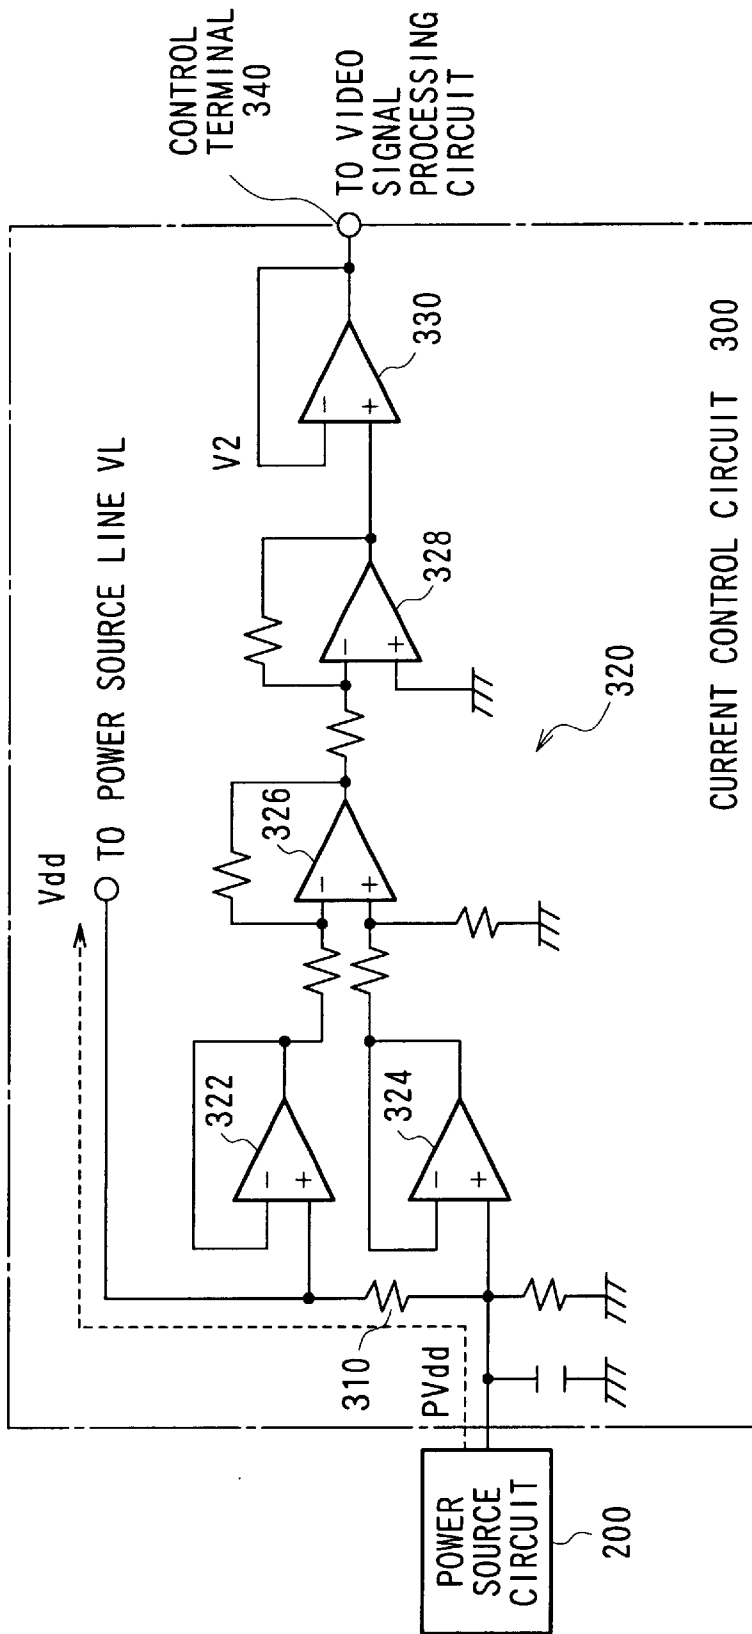 CONTROL
TERMINAL
340
TO VIDEO
SIGNAL
PROCESSING
CIRCUIT
Vdd
TO POWER SOURCE LINE VL
V2
-
+
330
-
+
328
-
+
326
-
+
322
-
+
324
320
310
PVdd
POWER
SOURCE
CIRCUIT
200
CURRENT CONTROL CIRCUIT 300